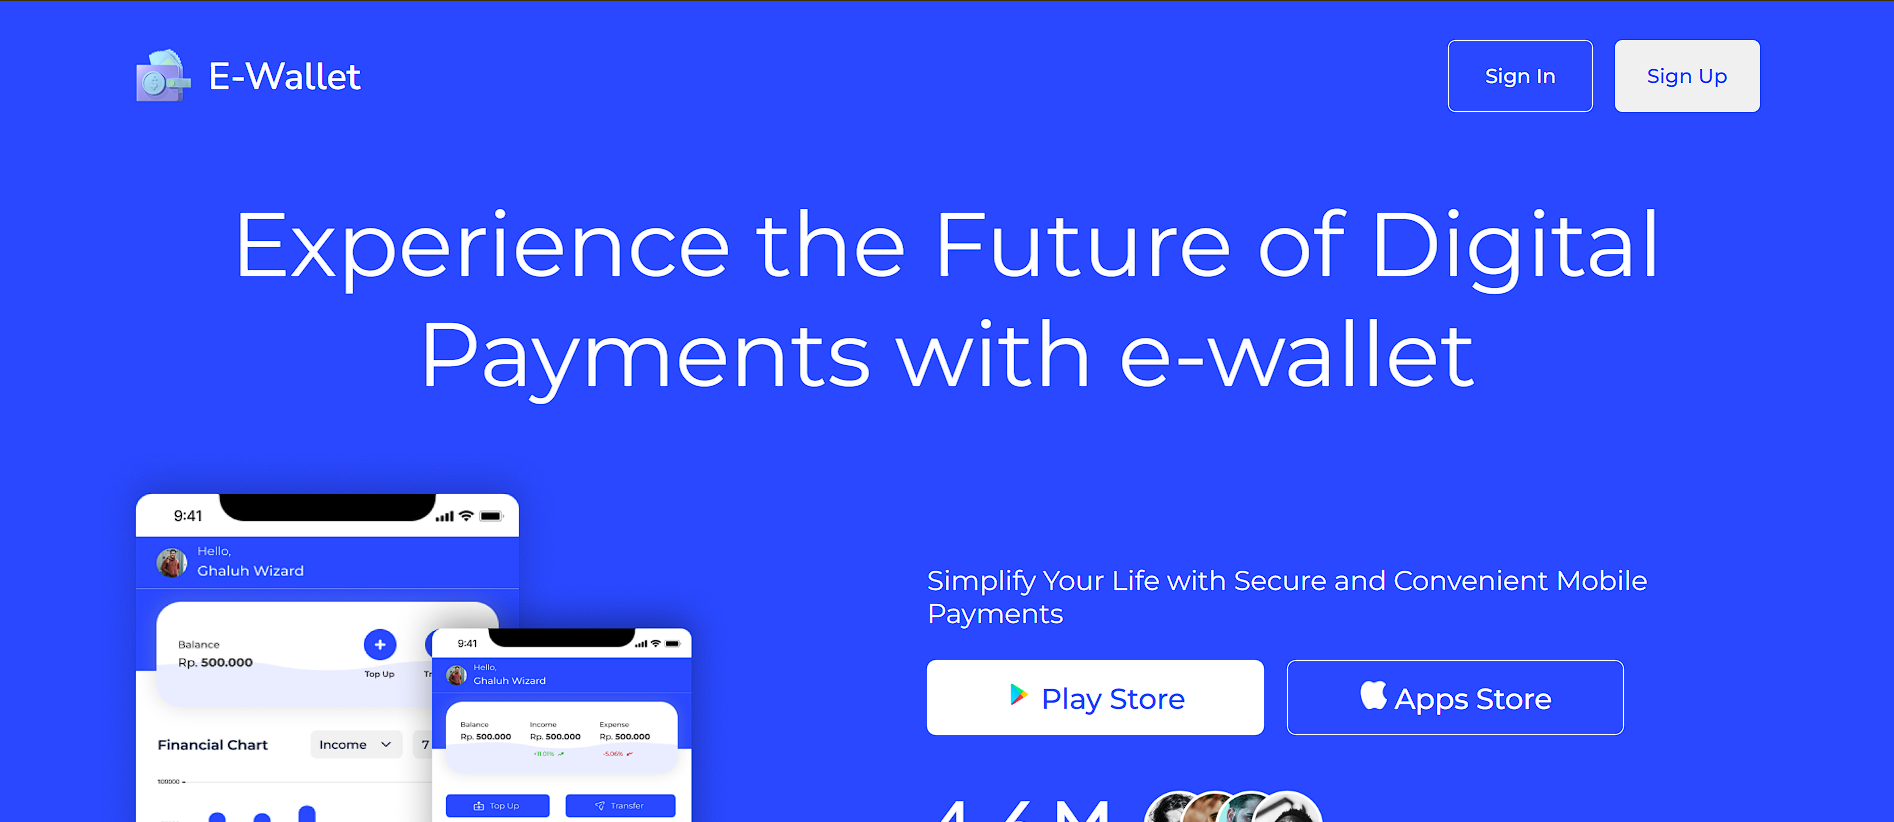 E-Wallet
Sign In
Sign Up
Experience the Future of Digital
Payments with e-wallet
9:41
Hello,
Ghaluh Wizard
Balance
Rp. 500.000
Top Up
Financial Chart
Income
7
100000
9:41
Hello,
Ghaluh Wizard
Balance
Income
Expense
Rp. 500.000
Rp. 500.000
Rp. 500.000
+11.01%
-5.06%
Top Up
Transfer
Simplify Your Life with Secure and Convenient Mobile
Payments
Play Store
Apps Store